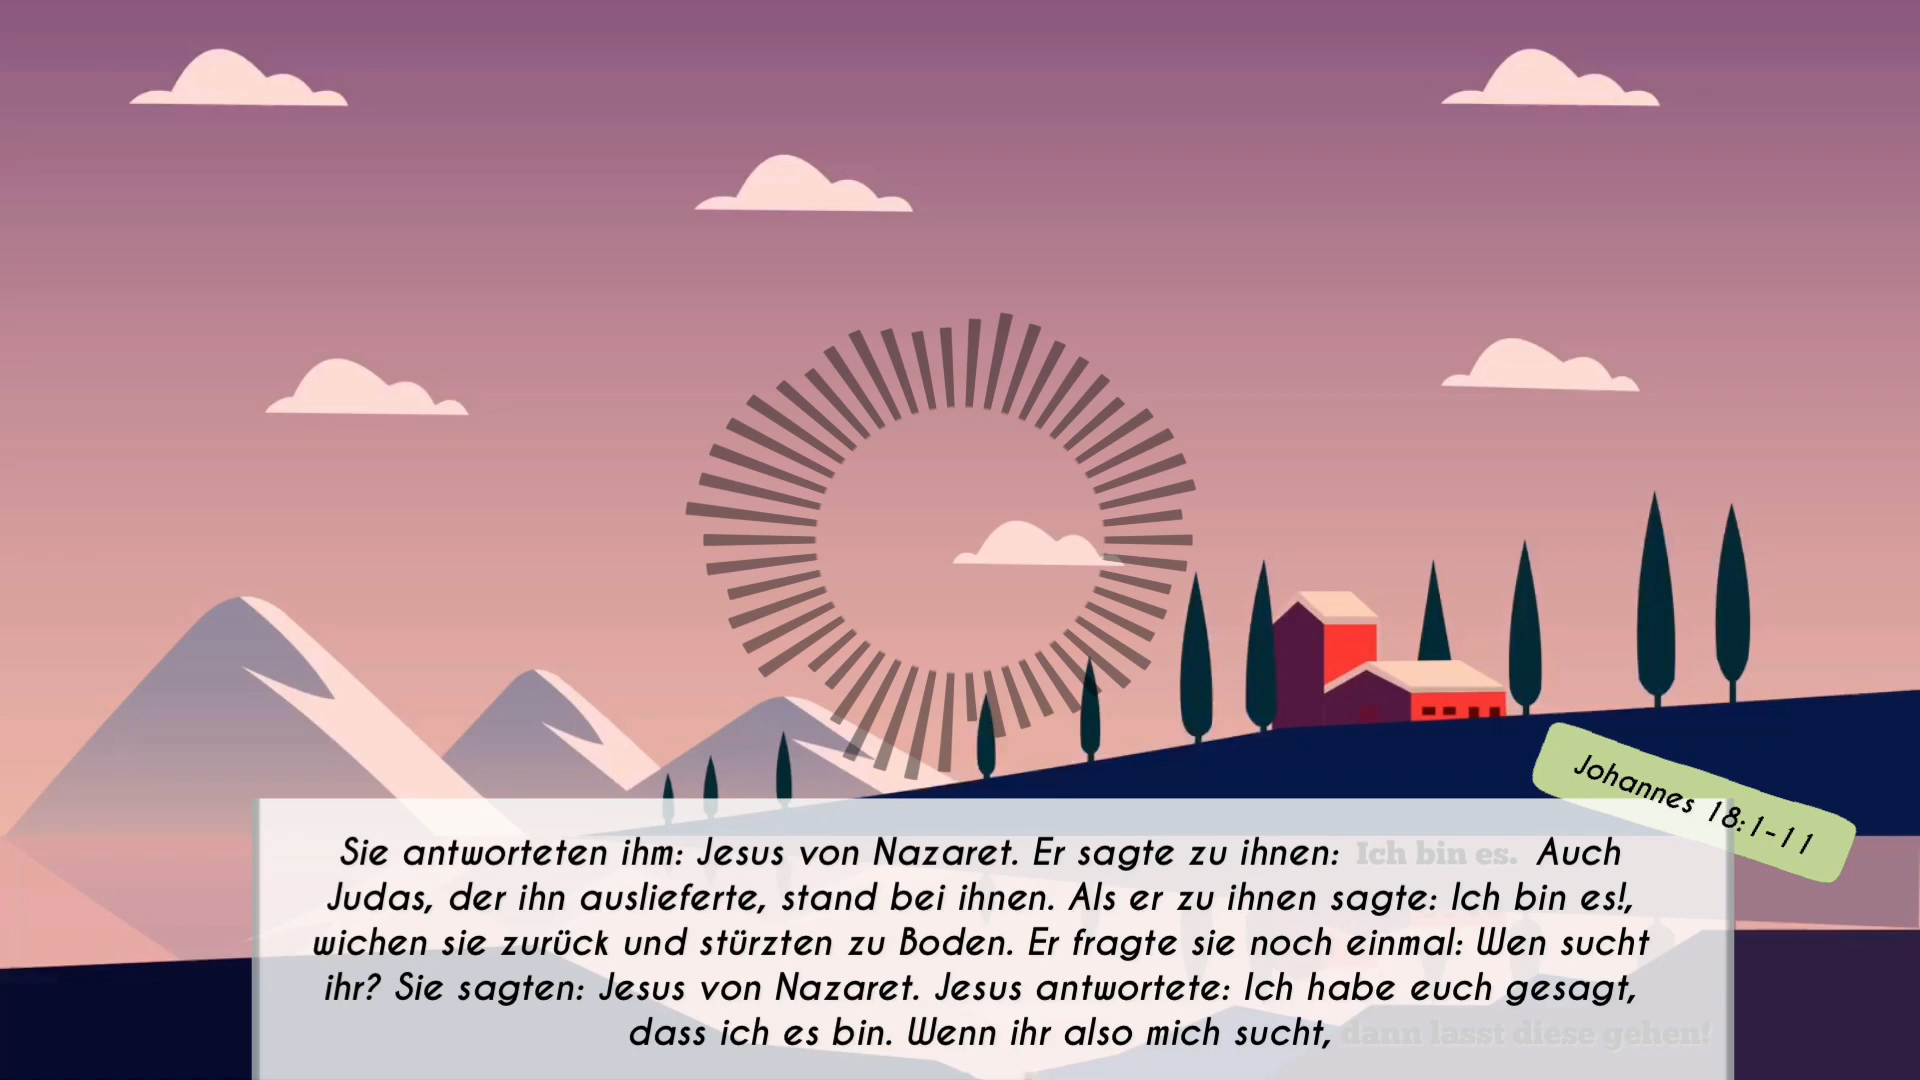 Johannes 18:1-11
Sie antworteten ihm: Jesus von Nazaret. Er sagte zu ihnen: Ich bin es. Auch
Judas, der ihn auslieferte, stand bei ihnen. Als er zu ihnen sagte: Ich bin es!,
wichen sie zurück und stürzten zu Boden. Er fragte sie noch einmal: Wen sucht
ihr? Sie sagten: Jesus von Nazaret. Jesus antwortete: Ich habe euch gesagt,
dass ich es bin. Wenn ihr also mich sucht, dann lasst diese gehen!